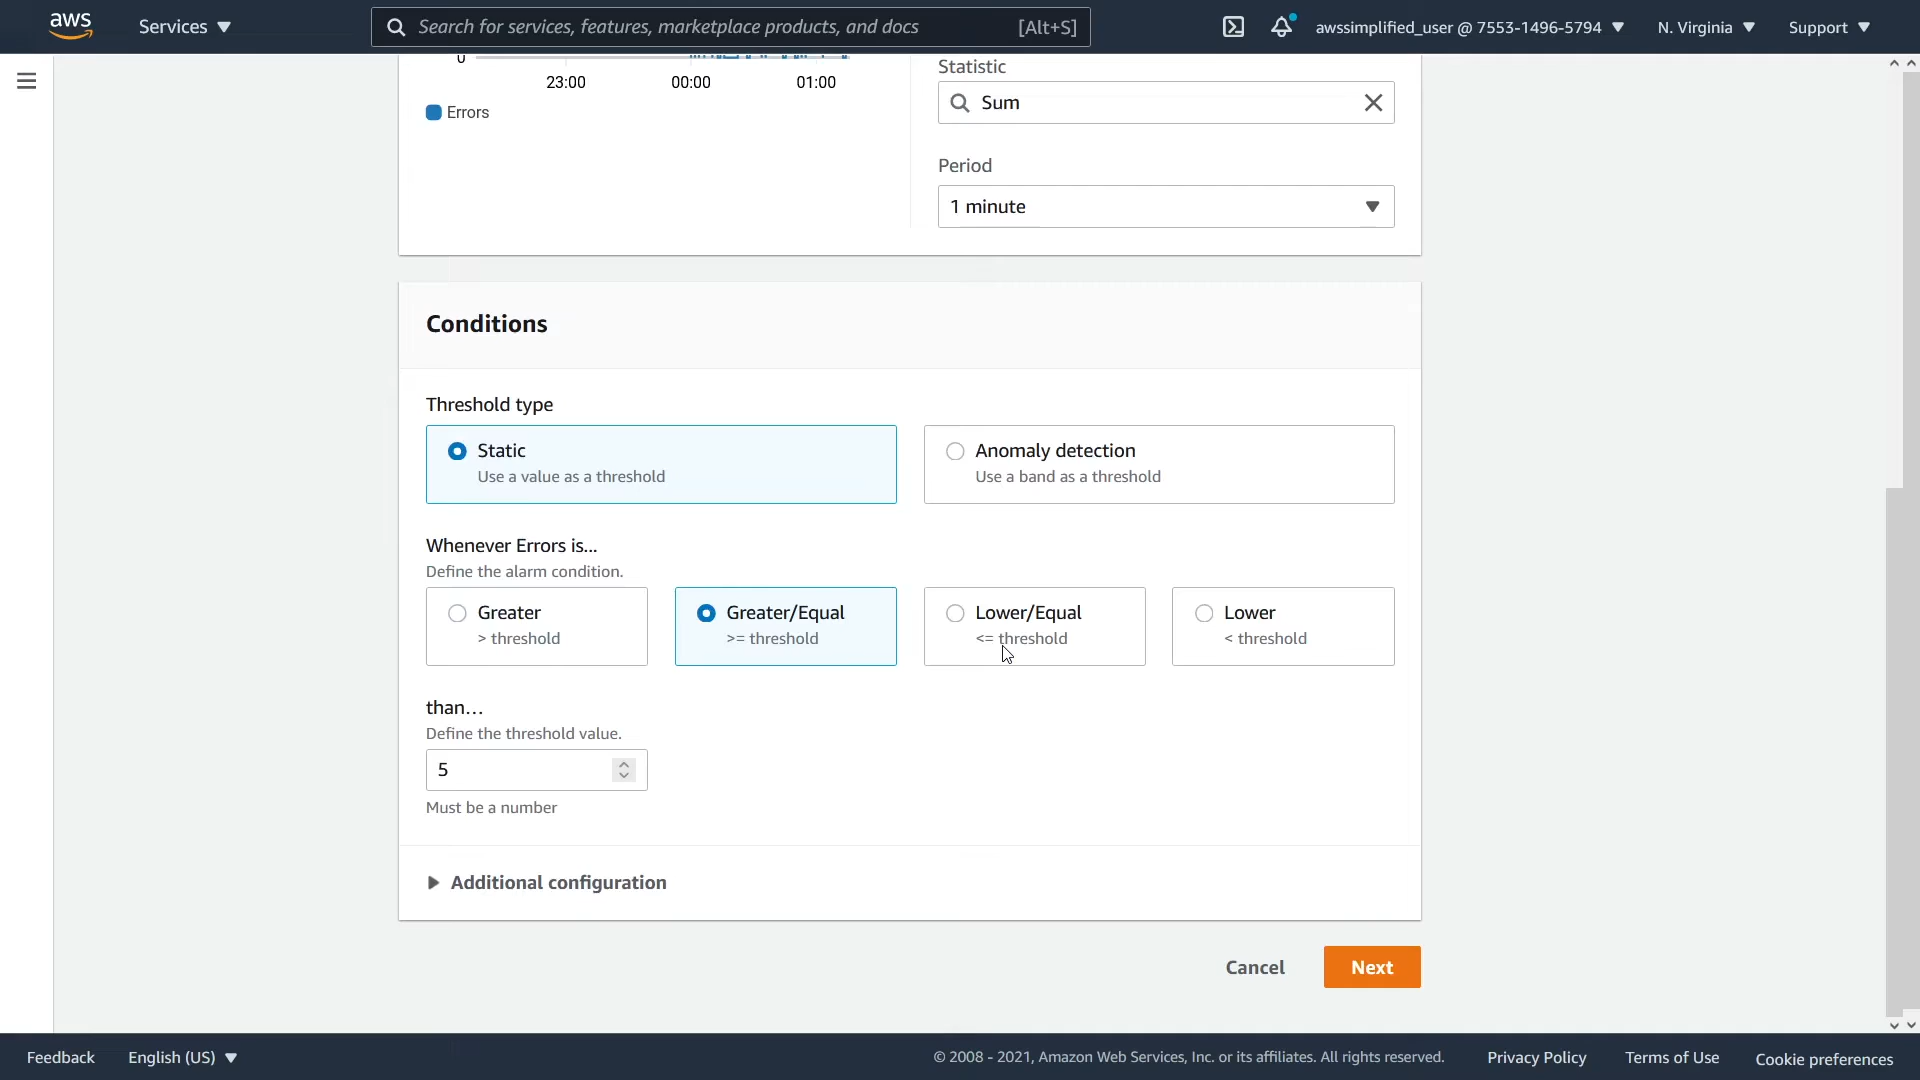 aws
Services
Search for services, features, marketplace products, and docs [Alt+S]
awssimplified_user @ 7553-1496-5794
N. Virginia
Support
0
23:00 00:00 01:00
Errors
Statistic
Sum
Period
1 minute
Conditions
Threshold type
Static
Use a value as a threshold
Anomaly detection
Use a band as a threshold
Whenever Errors is...
Define the alarm condition.
Greater
> threshold
Greater/Equal
>= threshold
Lower/Equal
<= threshold
Lower
< threshold
than...
Define the threshold value.
5
Must be a number
Additional configuration
Cancel
Next
Feedback
English (US)
© 2008 - 2021, Amazon Web Services, Inc. or its affiliates. All rights reserved.
Privacy Policy
Terms of Use
Cookie preferences